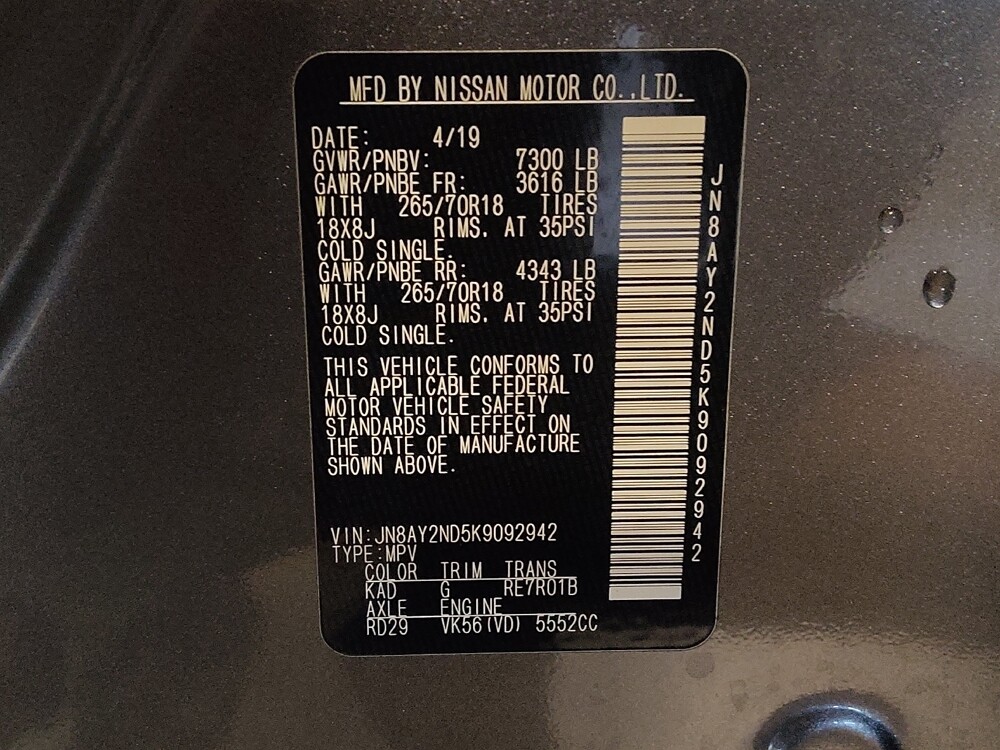 MFD BY NISSAN MOTOR CO.,LTD.
DATE: 4/19
GVWR/PNBV: 7300 LB
GAWR/PNBE FR: 3616 LB
WITH 265/70R18 TIRES
18X8J RIMS. AT 35PSI
COLD SINGLE.
GAWR/PNBE RR: 4343 LB
WITH 265/70R18 TIRES
18X8J RIMS. AT 35PSI
COLD SINGLE.
THIS VEHICLE CONFORMS TO
ALL APPLICABLE FEDERAL
MOTOR VEHICLE SAFETY
STANDARDS IN EFFECT ON
THE DATE OF MANUFACTURE
SHOWN ABOVE.
VIN:JN8AY2ND5K9092942
TYPE:MPV
COLOR TRIM TRANS
KAD G RE7R01B
AXLE ENGINE
RD29 VK56(VD) 5552CC
JN8AY2ND5K9092942